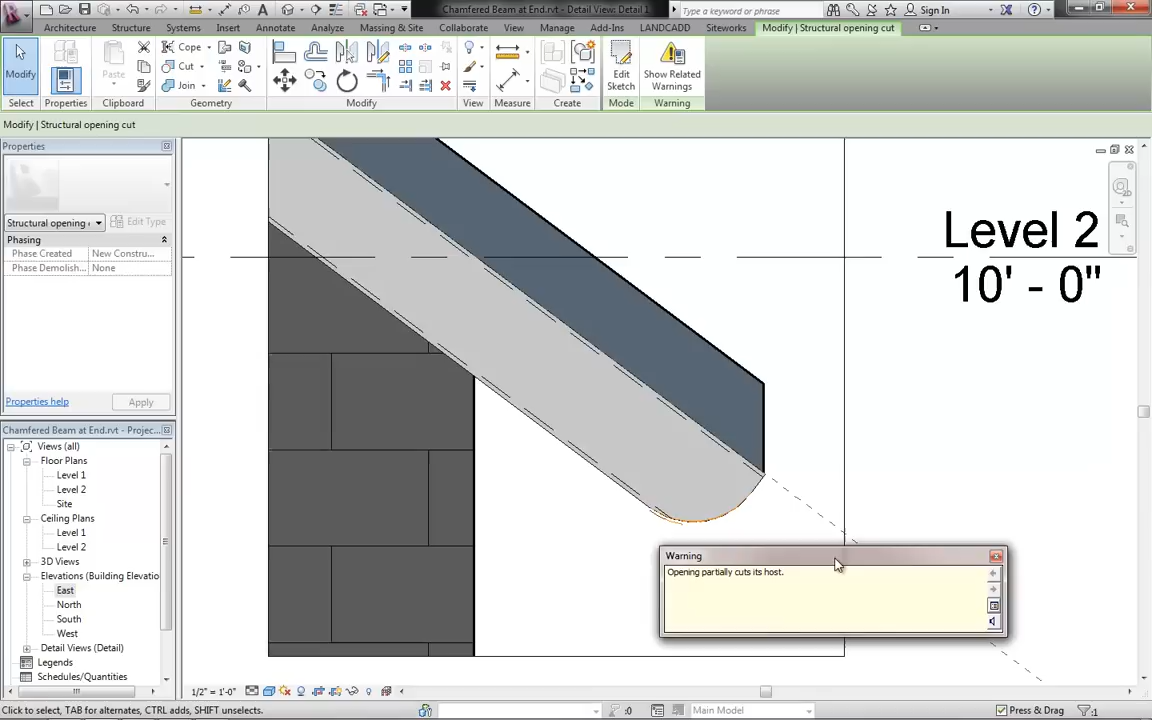 Chamfered Beam at End.rvt - Detail View: Detail 1
Type a keyword or phrase
Sign In
Architecture Structure Systems Insert Annotate Analyze Massing & Site Collaborate View Manage Add-Ins LANDCADD Siteworks Modify | Structural opening cut
Modify
Paste
Cope
Cut
Join
Edit Sketch
Show Related Warnings
Select Properties Clipboard Geometry Modify View Measure Create Mode Warning
Modify | Structural opening cut
Properties
Structural opening
Edit Type
Phasing
Phase Created New Constru...
Phase Demolish... None
Properties help
Apply
Chamfered Beam at End.rvt - Projec...
Views (all)
Floor Plans
Level 1
Level 2
Site
Ceiling Plans
Level 1
Level 2
3D Views
Elevations (Building Elevatio
East
North
South
West
Detail Views (Detail)
Legends
Schedules/Quantities
Level 2
10' - 0"
Warning
Opening partially cuts its host.
1/2" = 1'-0"
Click to select, TAB for alternates, CTRL adds, SHIFT unselects.
:0
Main Model
Press & Drag
:1